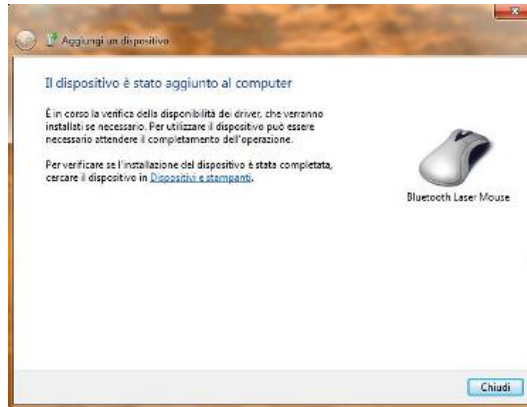 Aggiungi un dispositivo
Il dispositivo è stato aggiunto al computer
È in corso la verifica della disponibilità dei driver, che verranno
installati se necessario. Per utilizzare il dispositivo può essere
necessario attendere il completamento dell'operazione.
Per verificare se l'installazione del dispositivo è stata completata,
cercare il dispositivo in Dispositivi e stampanti.
Bluetooth Laser Mouse
Chiudi